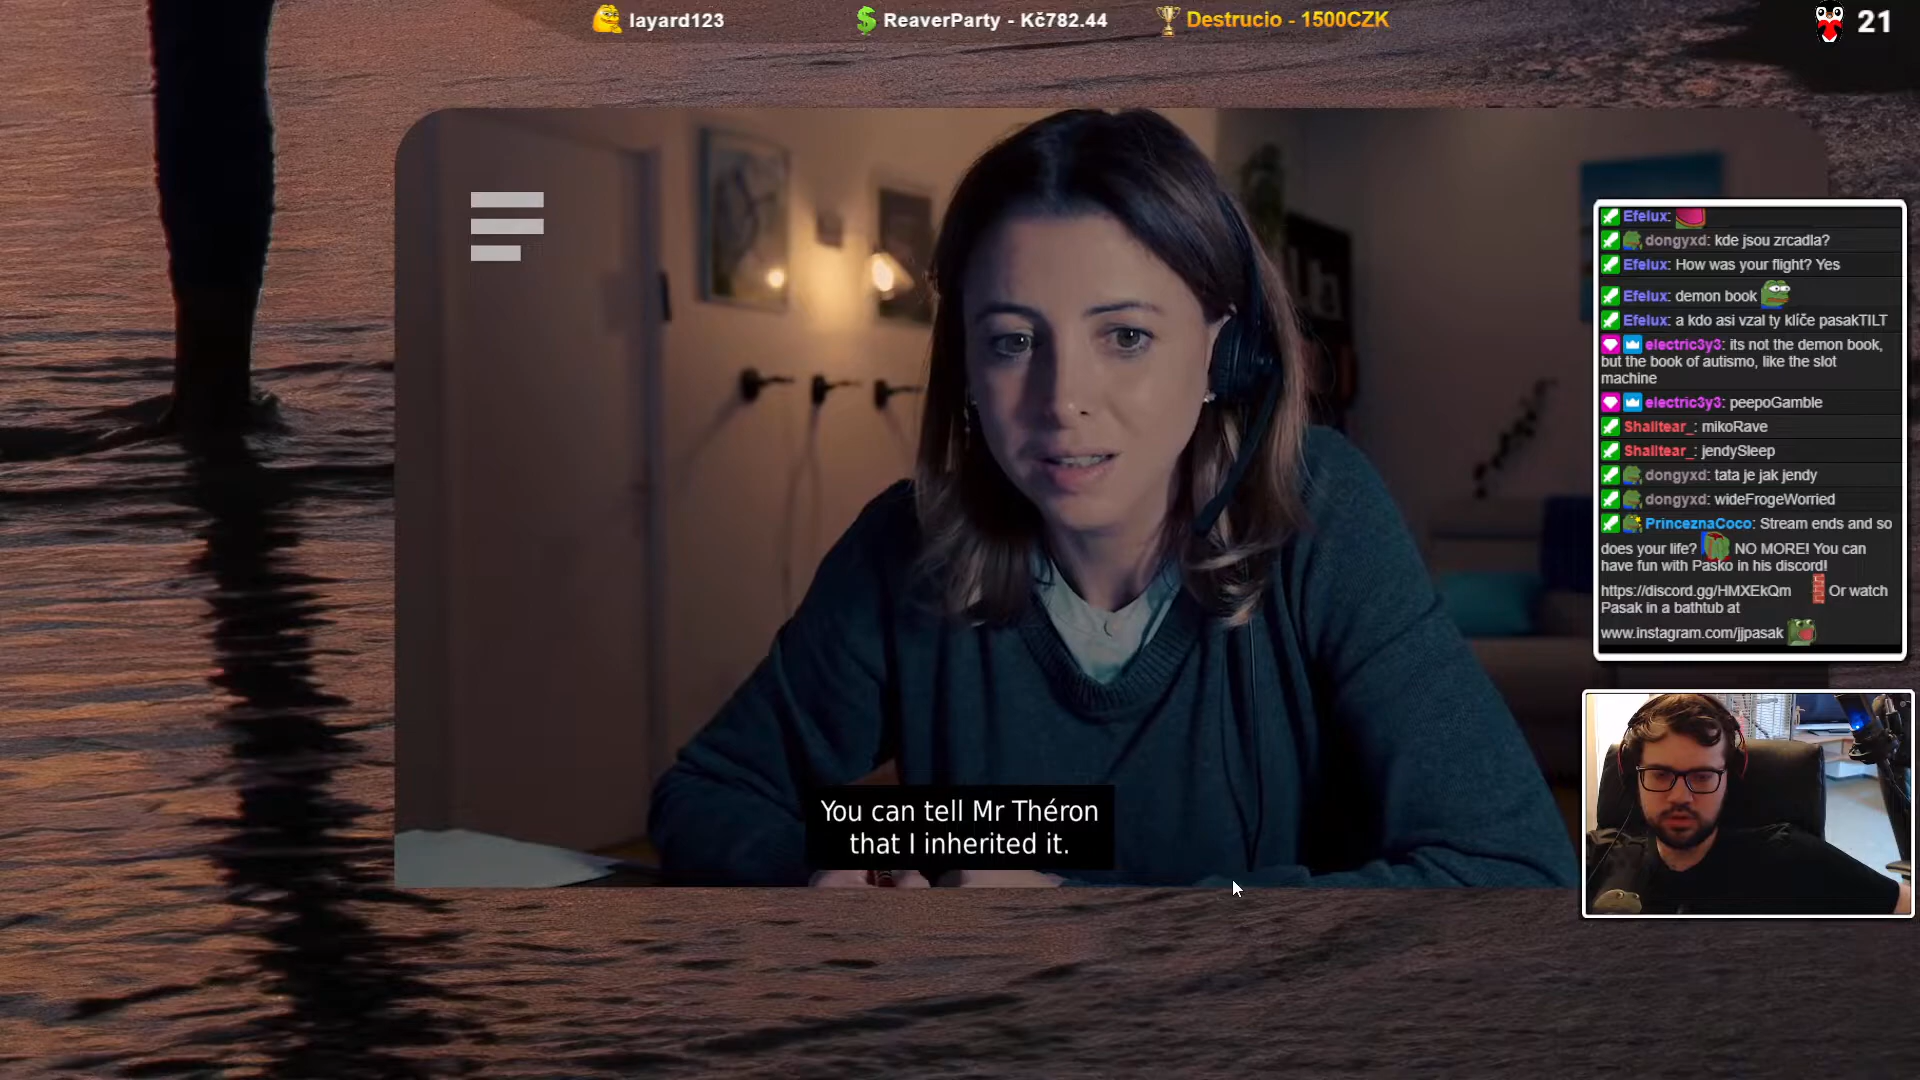 layard123
ReaverParty - Kč782.44
Destrucio - 1500CZK
21
Efelux:
dongyxd: kde jsou zrcadla?
Efelux: How was your flight? Yes
Efelux: demon book
Efelux: a kdo asi vzal ty klíče pasakTILT
electric3y3: its not the demon book,
but the book of autismo, like the slot
machine
electric3y3: peepoGamble
Shalltear_: mikoRave
Shalltear_: jendySleep
dongyxd: tata je jak jendy
dongyxd: wideFrogeWorried
PrinceznaCoco: Stream ends and so
does your life? NO MORE! You can
have fun with Pasko in his discord!
https://discord.gg/HMXEkQm Or watch
Pasak in a bathtub at
www.instagram.com/jjpasak
You can tell Mr Théron
that I inherited it.